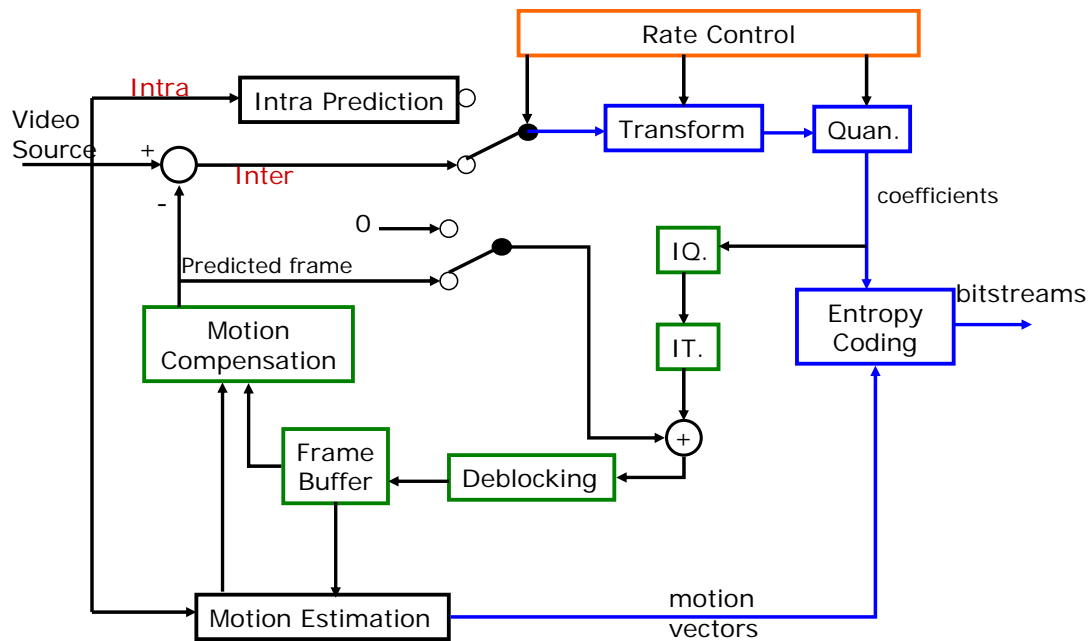 Rate Control
Intra
Intra Prediction
Video
Source
+
Transform
Quan.
Inter
-
coefficients
0
Predicted frame
IQ.
bitstreams
Motion
Compensation
IT.
Entropy
Coding
+
Frame
Buffer
Deblocking
Motion Estimation
motion
vectors